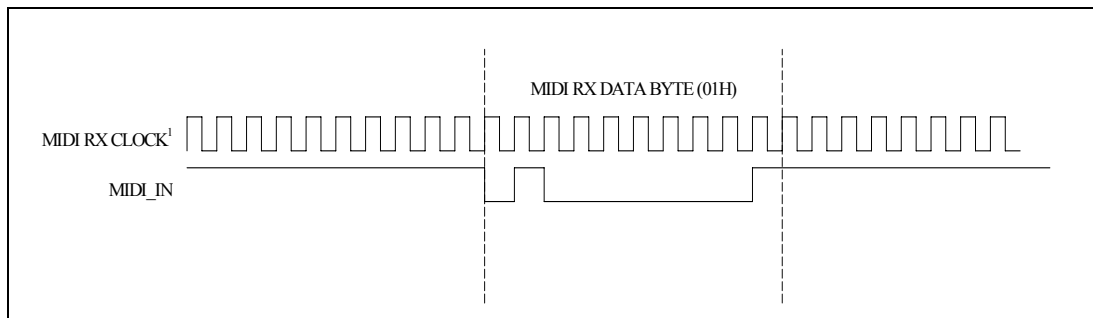 MIDI RX DATA BYTE (01H)
MIDI RX CLOCK¹
MIDI_IN